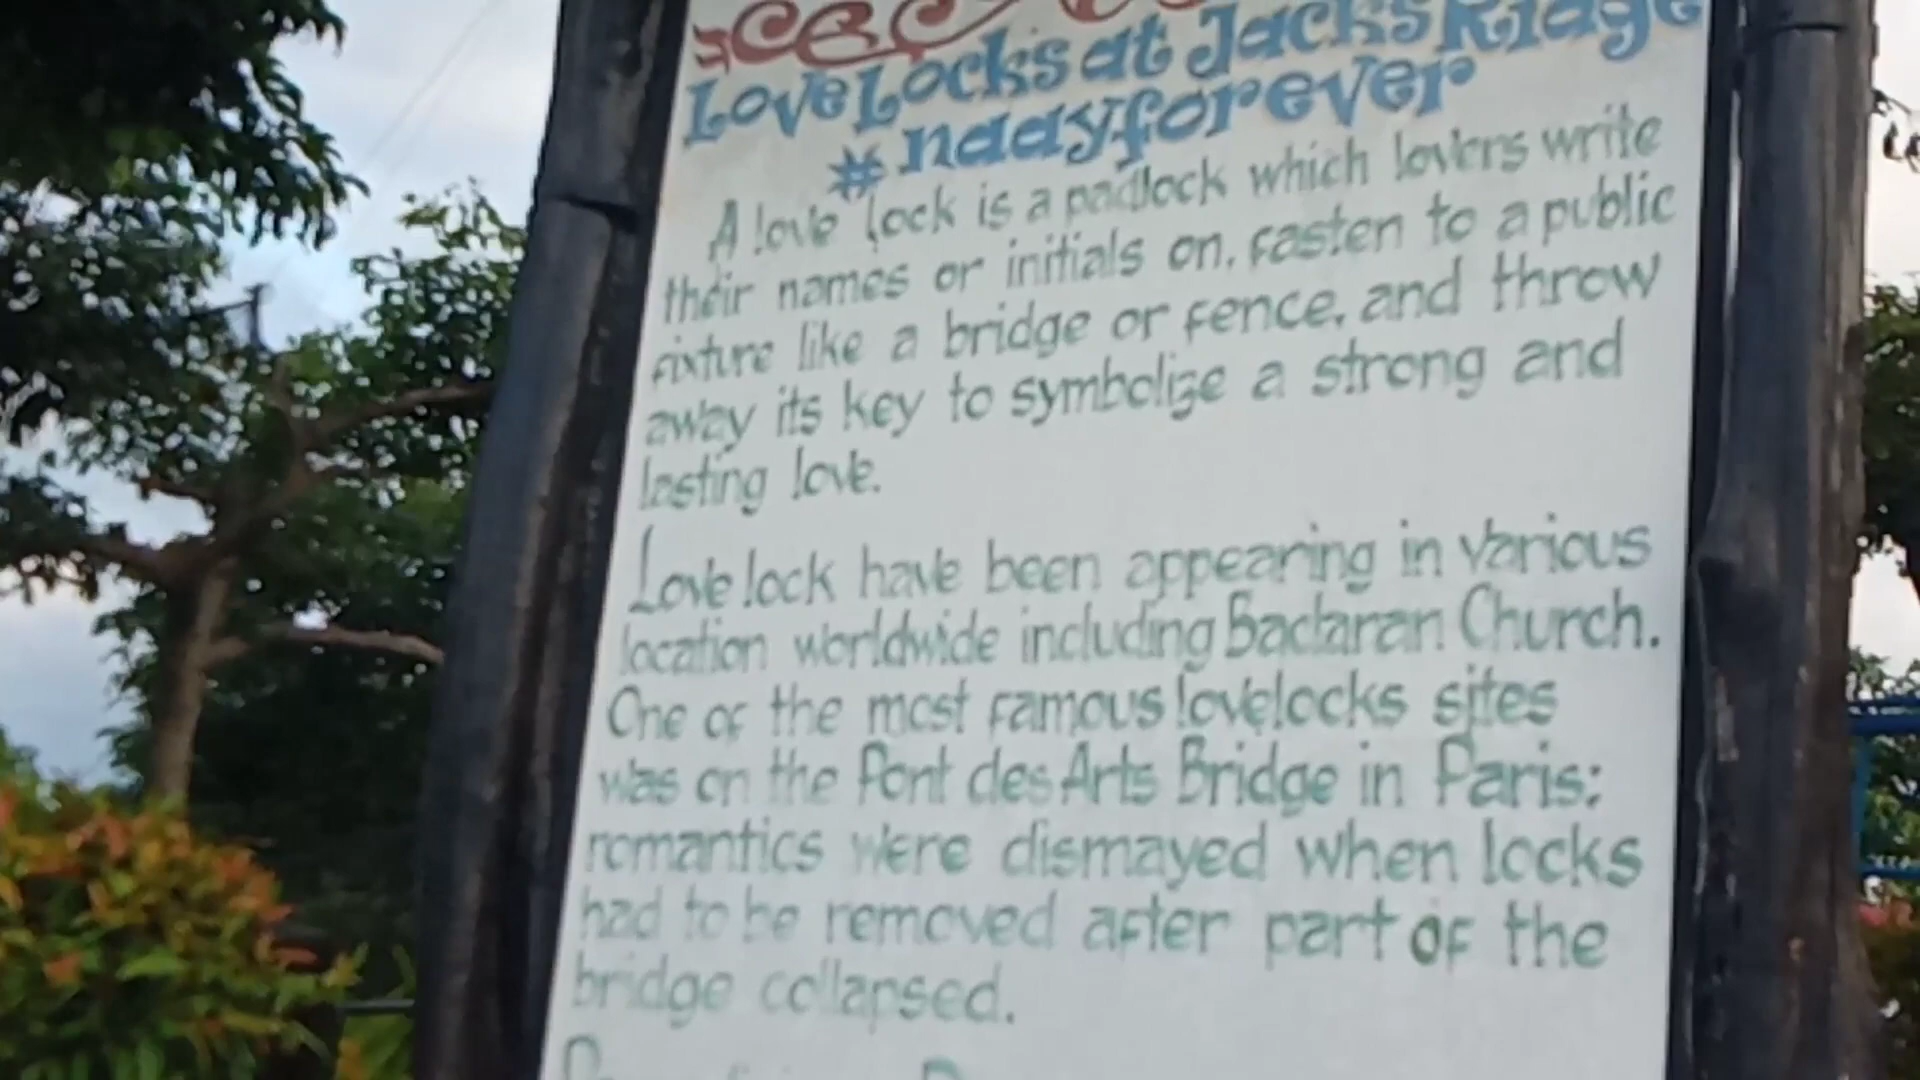 Love Locks at Jacks Ridge
#nddyforever
A love lock is a padlock which lovers write
their names or initials on, fasten to a public
fixture like a bridge or fence, and throw
away its key to symbolize a strong and
lasting love.
Love lock have been appearing in various
location worldwide including Baclaran Church.
One of the most famous lovelocks sites
was on the Pont des Arts Bridge in Paris;
romantics were dismayed when locks
had to be removed after part of the
bridge collapsed.